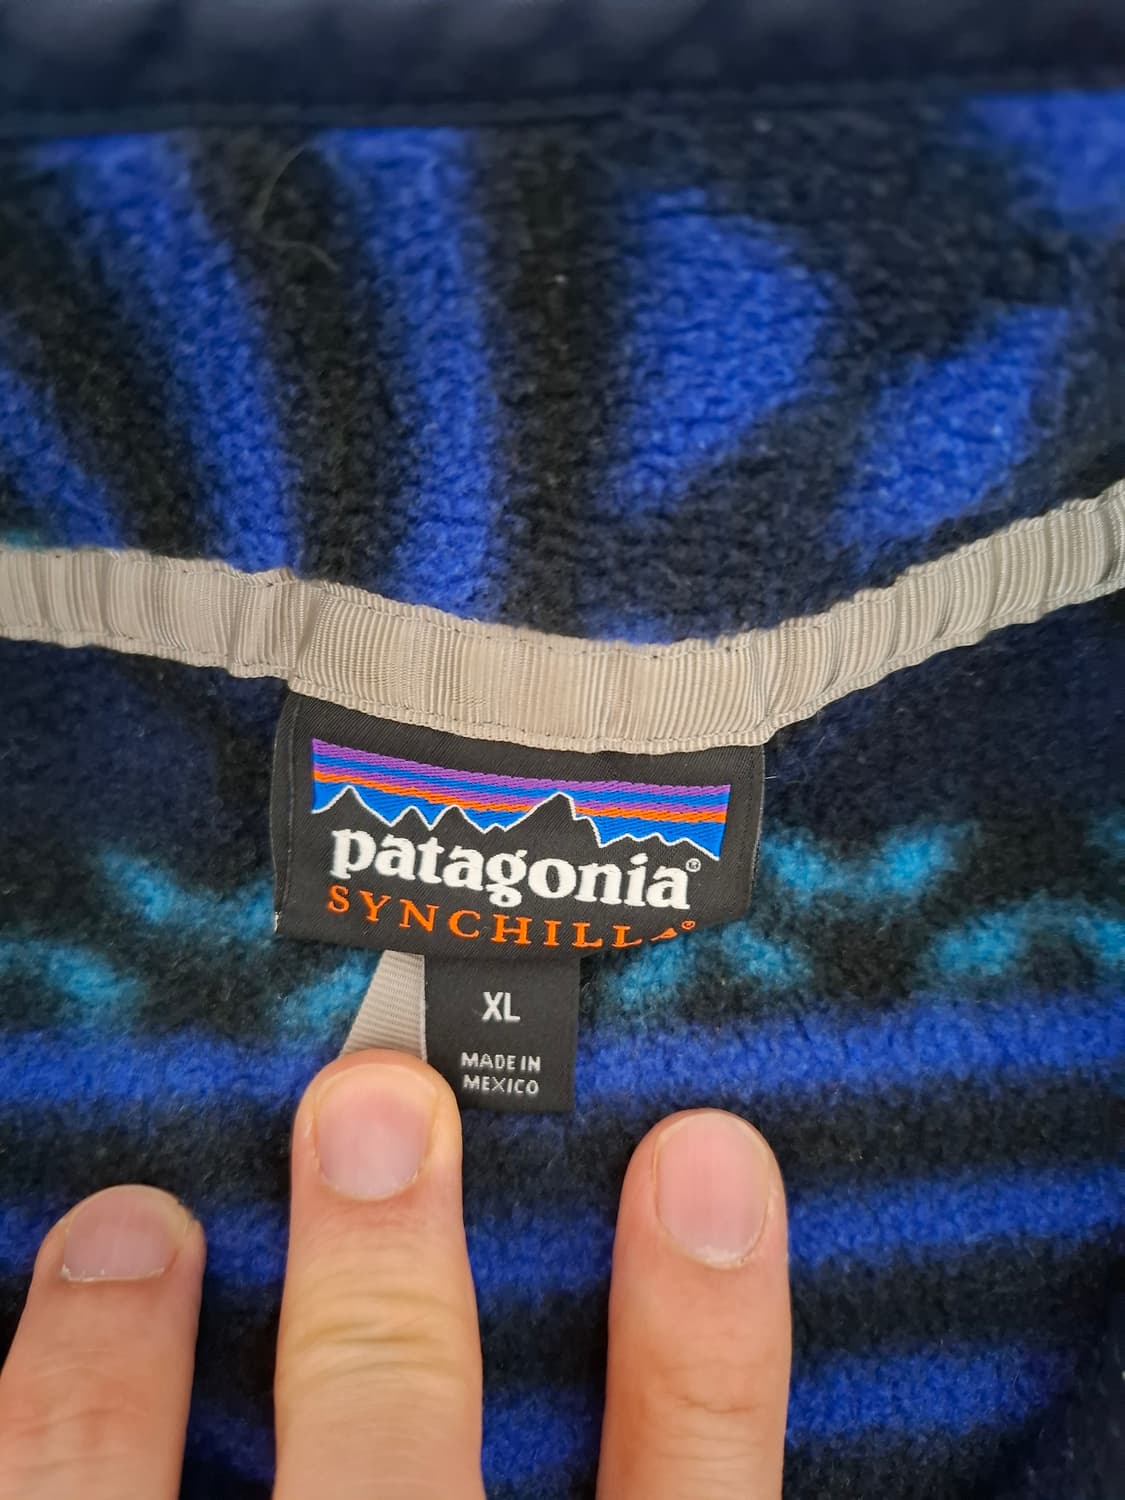 patagonia®
SYNCHILLA®
XL
MADE IN
MEXICO